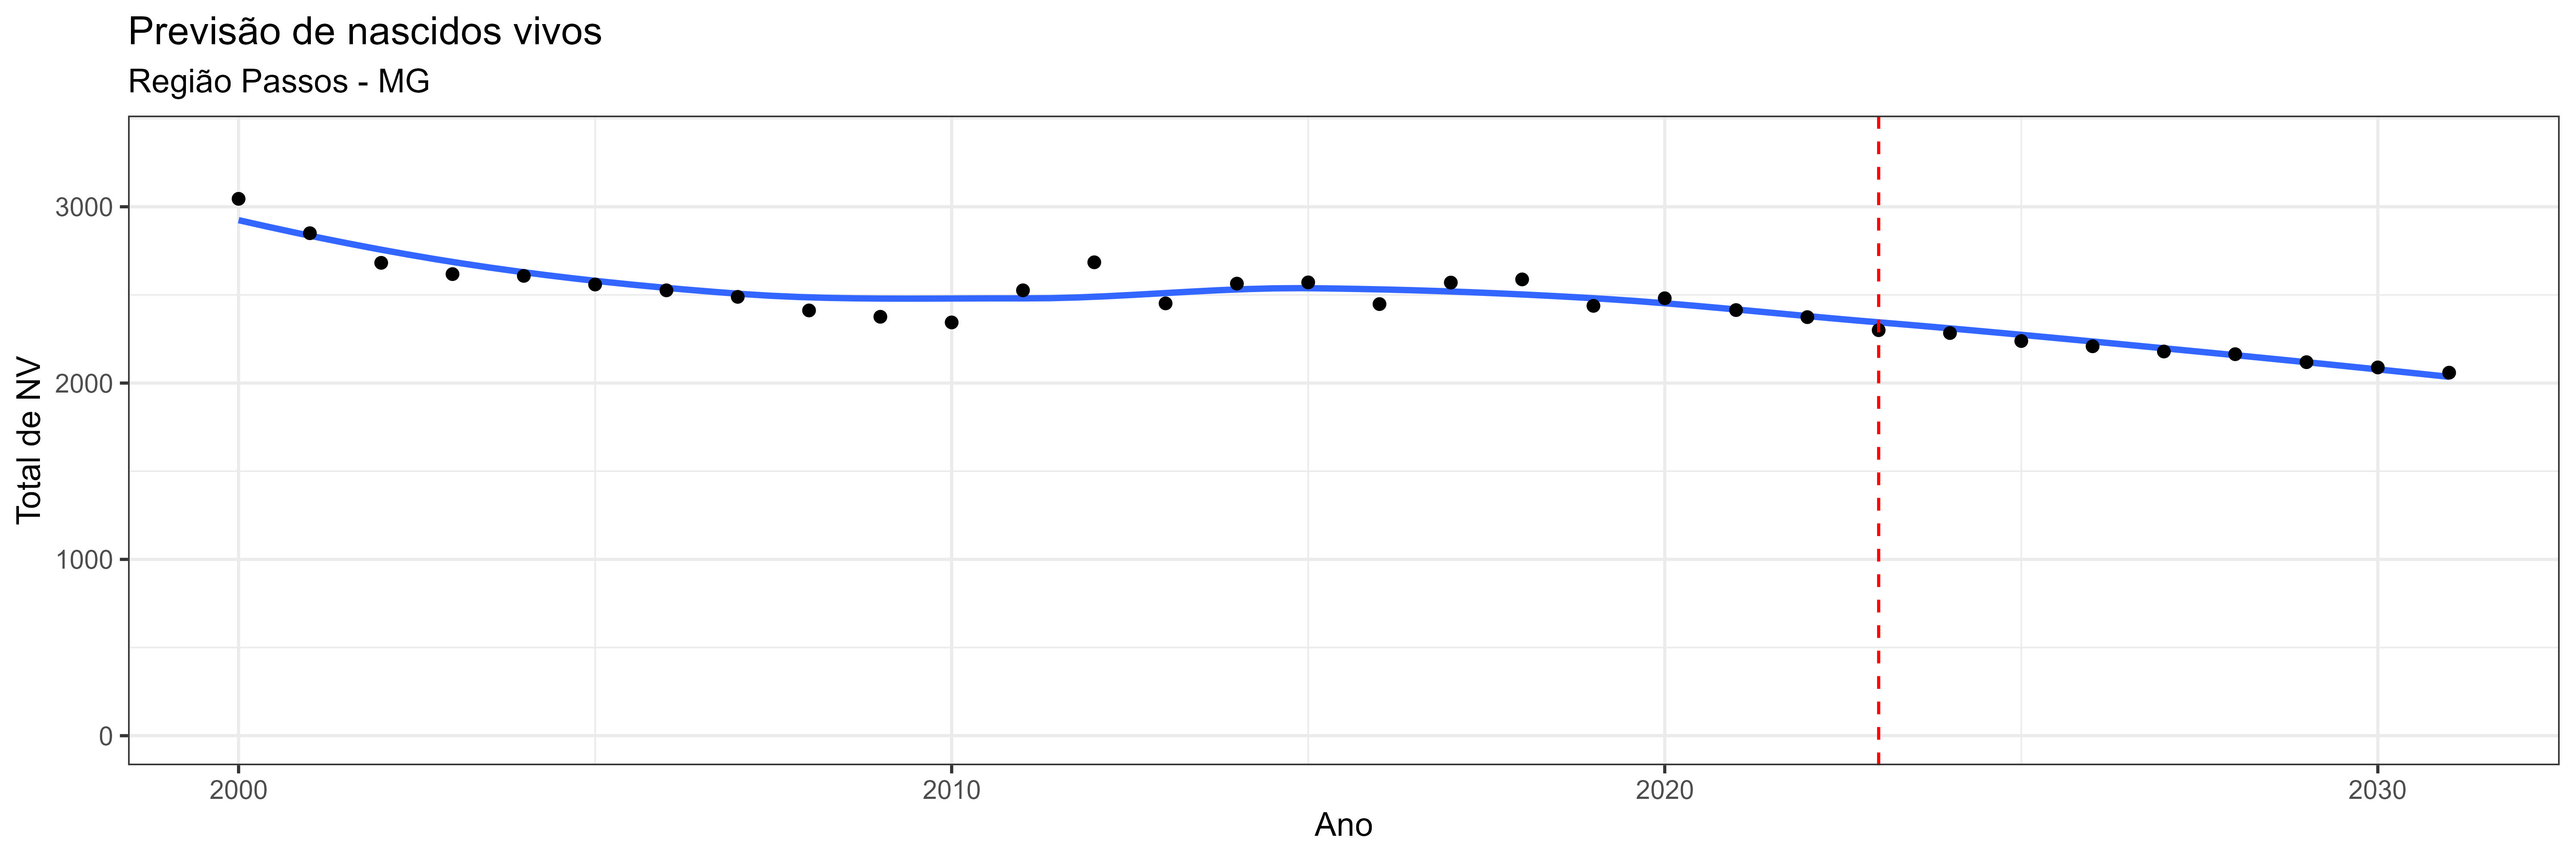 Previsão de nascidos vivos
Região Passos - MG
Total de NV
3000
2000
1000
0
2000
2010
2020
2030
Ano